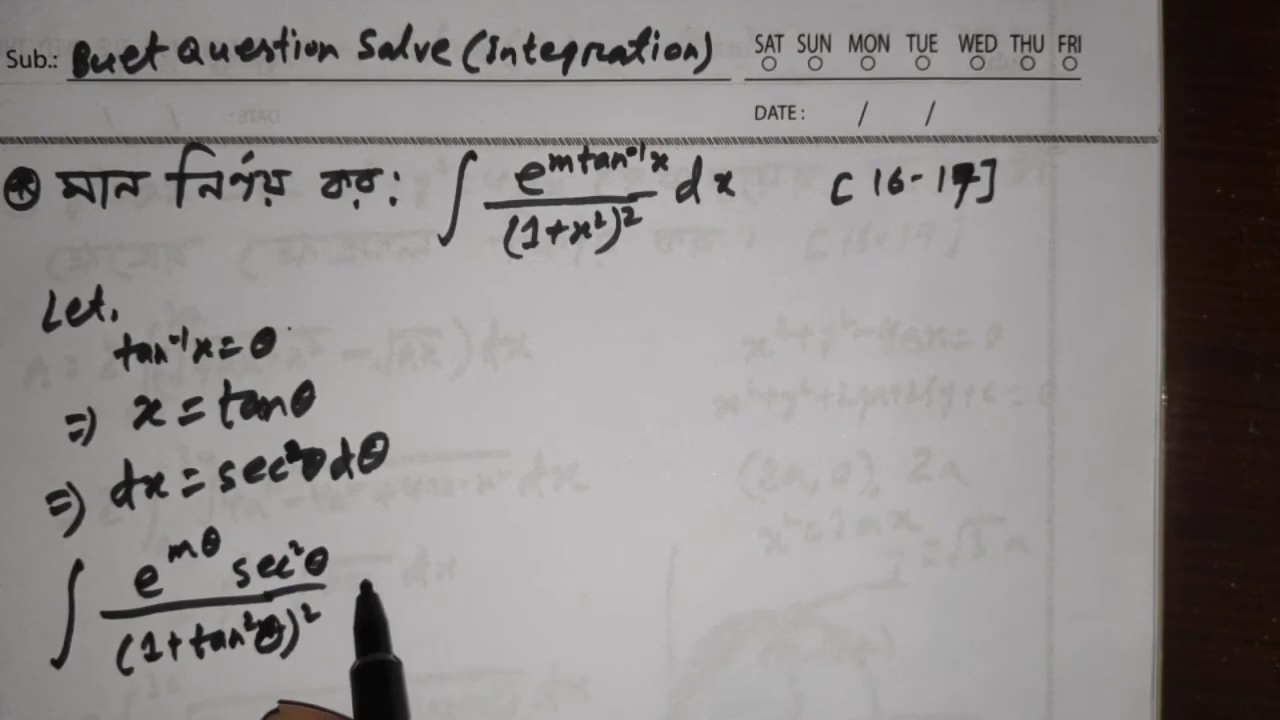 Sub.: Buet Question Salve (Integration) SAT SUN MON TUE WED THU FRI
DATE: / /
⊛ মান নির্ণয় কর: ∫ e^(m tan⁻¹x) / (1+x²)² dx [16-17]
Let,
tan⁻¹x = θ
⇒ x = tanθ
⇒ dx = sec²θ dθ
∫ e^(mθ) sec²θ / (1+tan²θ)²